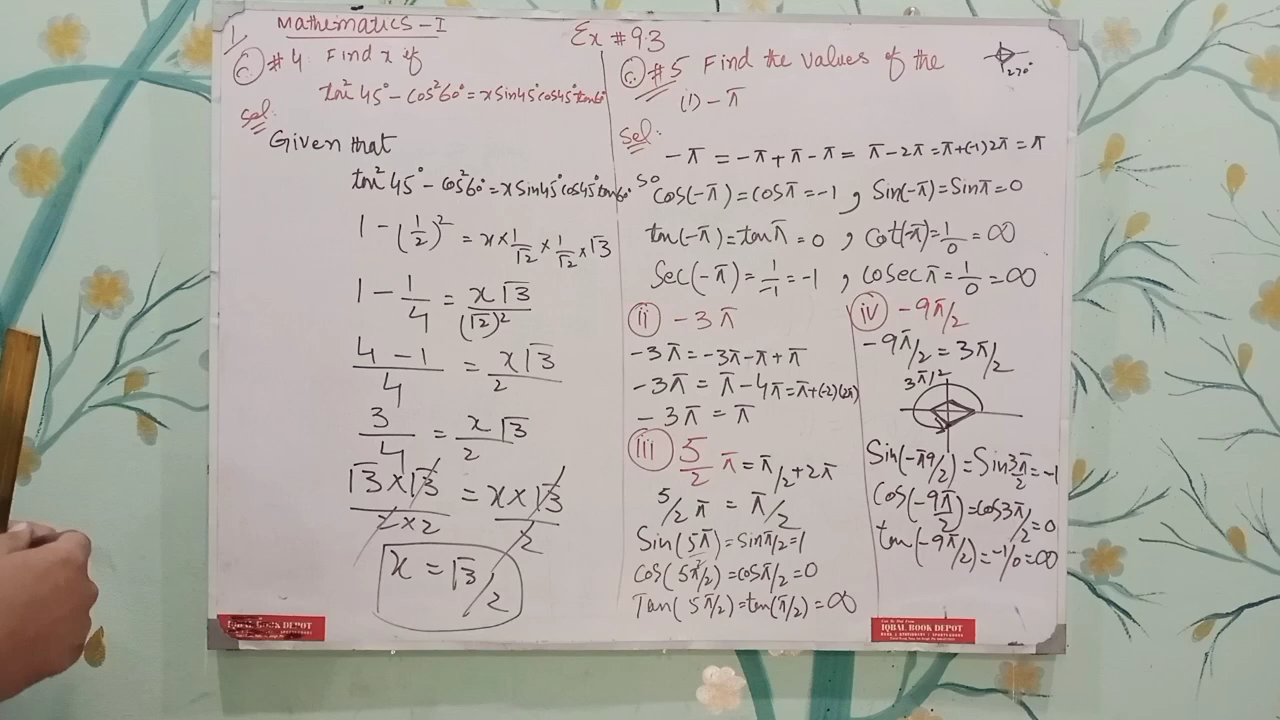 1
Mathematics-I
Ex # 9.3
Q # 4 Find x if
tan²45° - cos²60° = x sin45° cos45° tan60°
Sol:
Given that
tan²45° - cos²60° = x sin45° cos45° tan60°
1 - (1/2)² = x × 1/√2 × 1/√2 × √3
1 - 1/4 = x√3/(√2)²
4-1/4 = x√3/2
3/4 = x√3/2
√3×√3/2×2 = x×√3/2
x = √3/2
Q # 5 Find the values of the
270°
(i) -π
Sol:
-π = -π+π-π = π-2π = π+(-1)2π = π
so
cos(-π) = cosπ = -1 , Sin(-π) = Sinπ = 0
tan(-π) = tanπ = 0 , cot(-π) = 1/0 = ∞
Sec(-π) = 1/-1 = -1 , cosecπ = 1/0 = ∞
(ii) -3π
-3π = -3π-π+π
-3π = π-4π = π+(-2)(2π)
-3π = π
(iii) 5/2 π = π/2+2π
5/2π = π/2
Sin(5π/2) = Sinπ/2 = 1
cos(5π/2) = cosπ/2 = 0
Tan(5π/2) = tan(π/2) = ∞
(iv) -9π/2
-9π/2 = 3π/2
3π/2
Sin(-π9/2) = Sin3π/2 = -1
cos(-9π/2) = cos3π/2 = 0
tan(-9π/2) = -1/0 = ∞
IQBAL BOOK DEPOT
IQBAL BOOK DEPOT